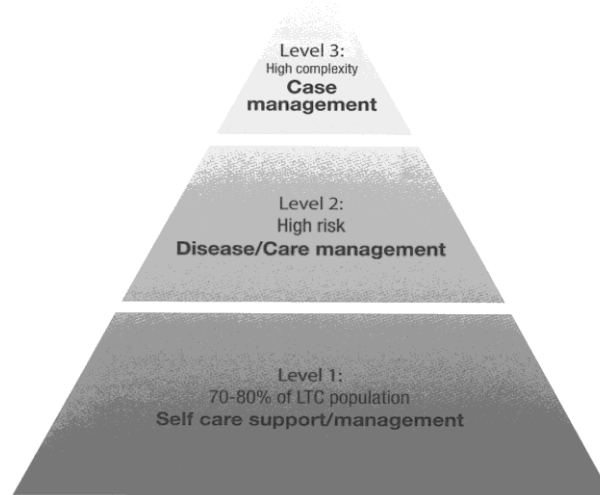 Level 3:
High complexity
Case
management
Level 2:
High risk
Disease/Care management
Level 1:
70-80% of LTC population
Self care support/management